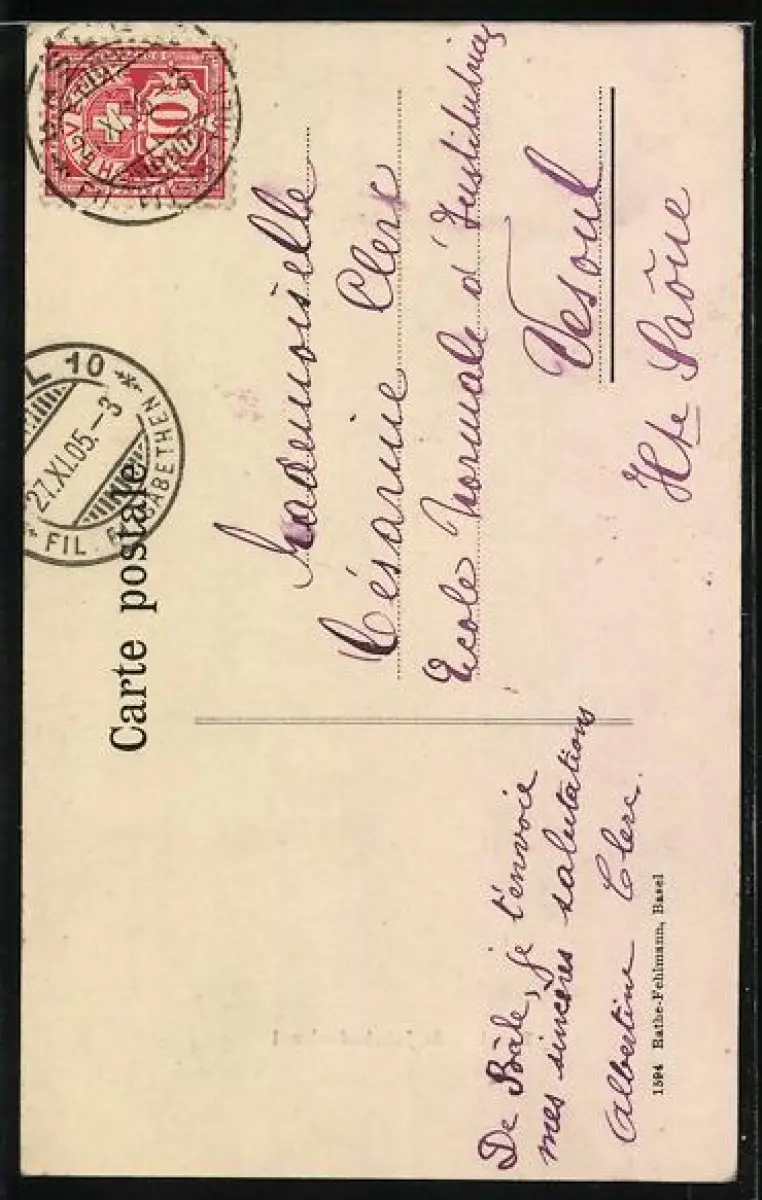 Carte postale
HELVETIA
10
L 10
27.XI.05.-3
FIL. ELISABETHEN
Mademoiselle
Césarine Clerc
Ecole Normale d'Institutrices
Vesoul
Hte Saône
De Bâle, je t'envoie
mes sincères salutations
Albertine Clerc.
1594 Rathe-Fehlmann, Basel